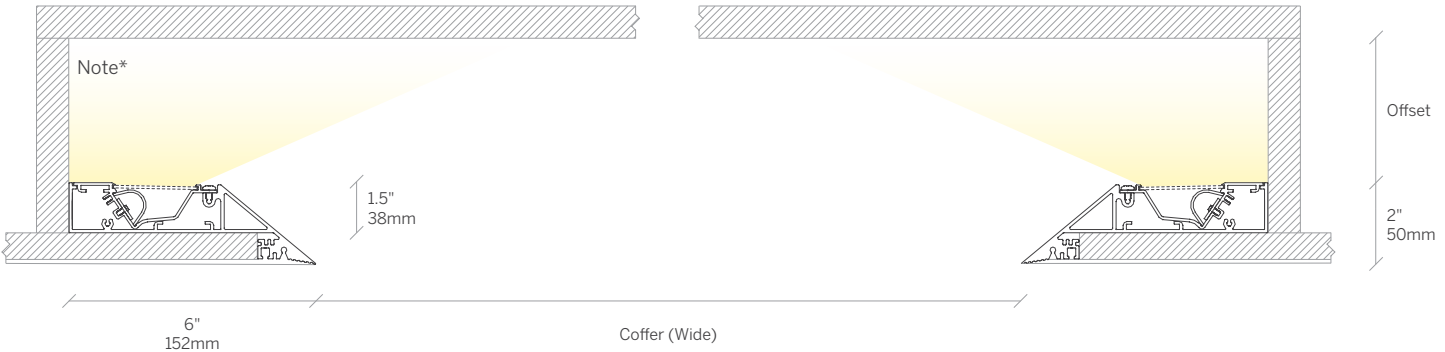 Note*
Offset
1.5"
38mm
2"
50mm
6"
152mm
Coffer (Wide)